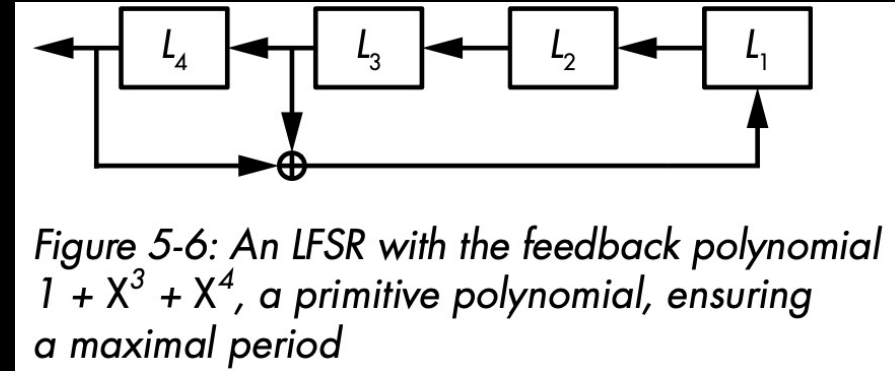 L₄ L₃ L₂ L₁
Figure 5-6: An LFSR with the feedback polynomial
1 + X³ + X⁴, a primitive polynomial, ensuring
a maximal period